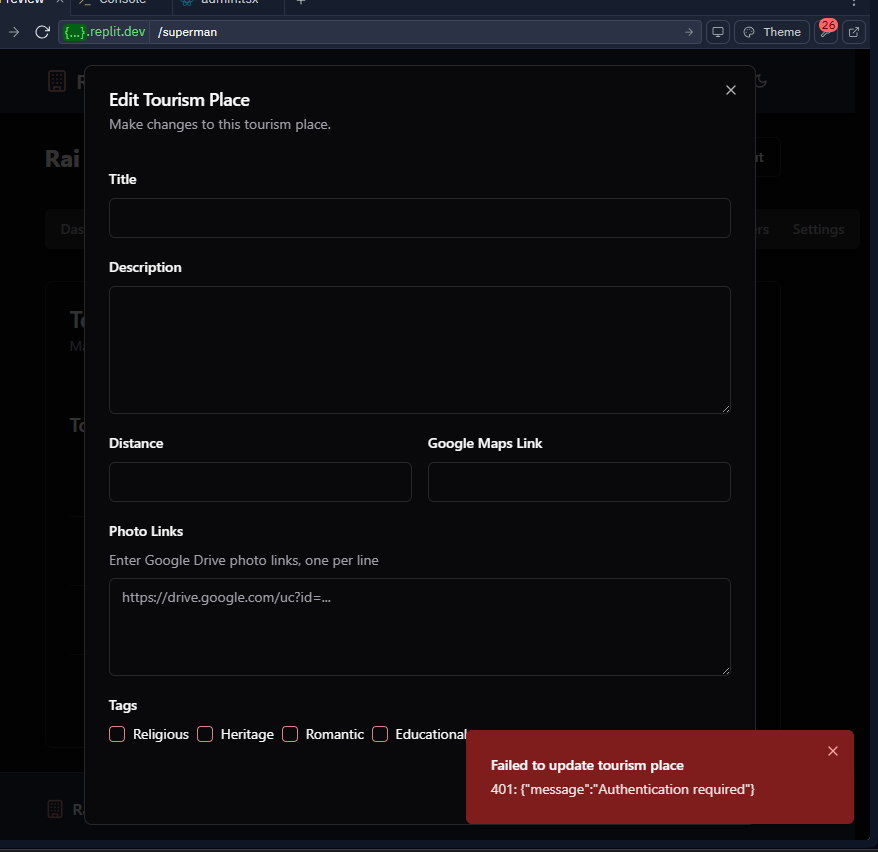 Console
admin.tsx
{...}.replit.dev /superman
Theme
26
Edit Tourism Place
Make changes to this tourism place.
Rai
Title
Settings
Description
Distance
Google Maps Link
Photo Links
Enter Google Drive photo links, one per line
https://drive.google.com/uc?id=...
Tags
Religious Heritage Romantic Educational
Failed to update tourism place
401: {"message":"Authentication required"}